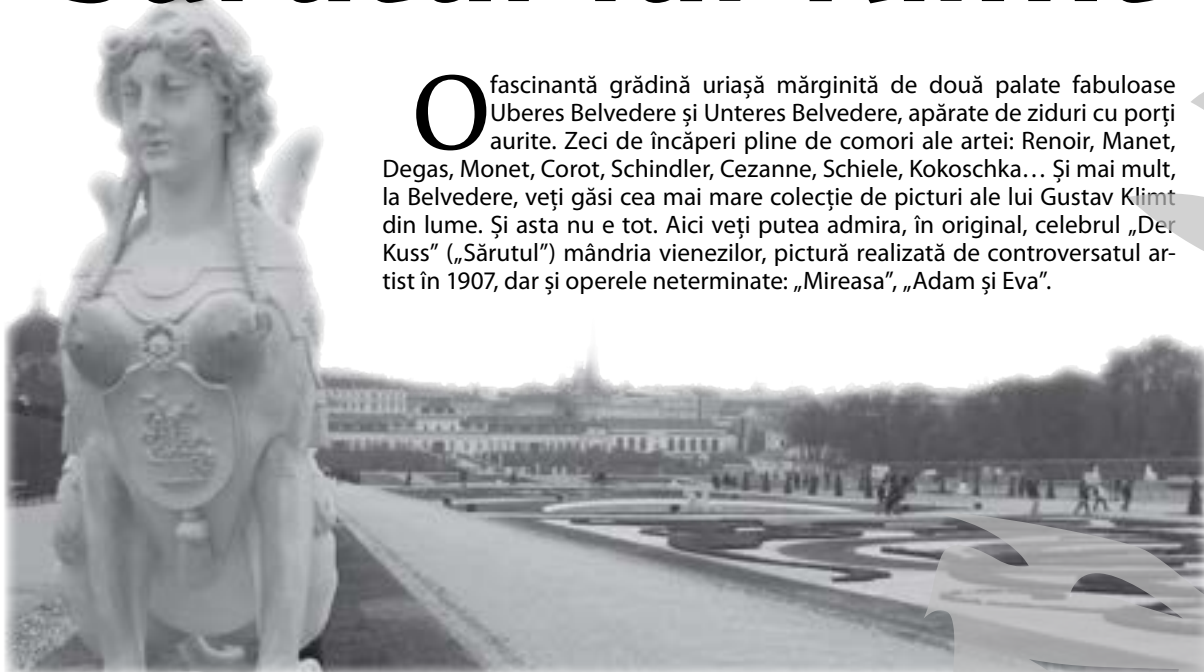 O fascinantă grădină uriașă mărginită de două palate fabuloase
Uberes Belvedere și Unteres Belvedere, apărate de ziduri cu porți
aurite. Zeci de încăperi pline de comori ale artei: Renoir, Manet,
Degas, Monet, Corot, Schindler, Cezanne, Schiele, Kokoschka… Și mai mult,
la Belvedere, veți găsi cea mai mare colecție de picturi ale lui Gustav Klimt
din lume. Și asta nu e tot. Aici veți putea admira, în original, celebrul „Der
Kuss” („Sărutul”) mândria vienezilor, pictură realizată de controversatul ar-
tist în 1907, dar și operele neterminate: „Mireasa”, „Adam și Eva”.